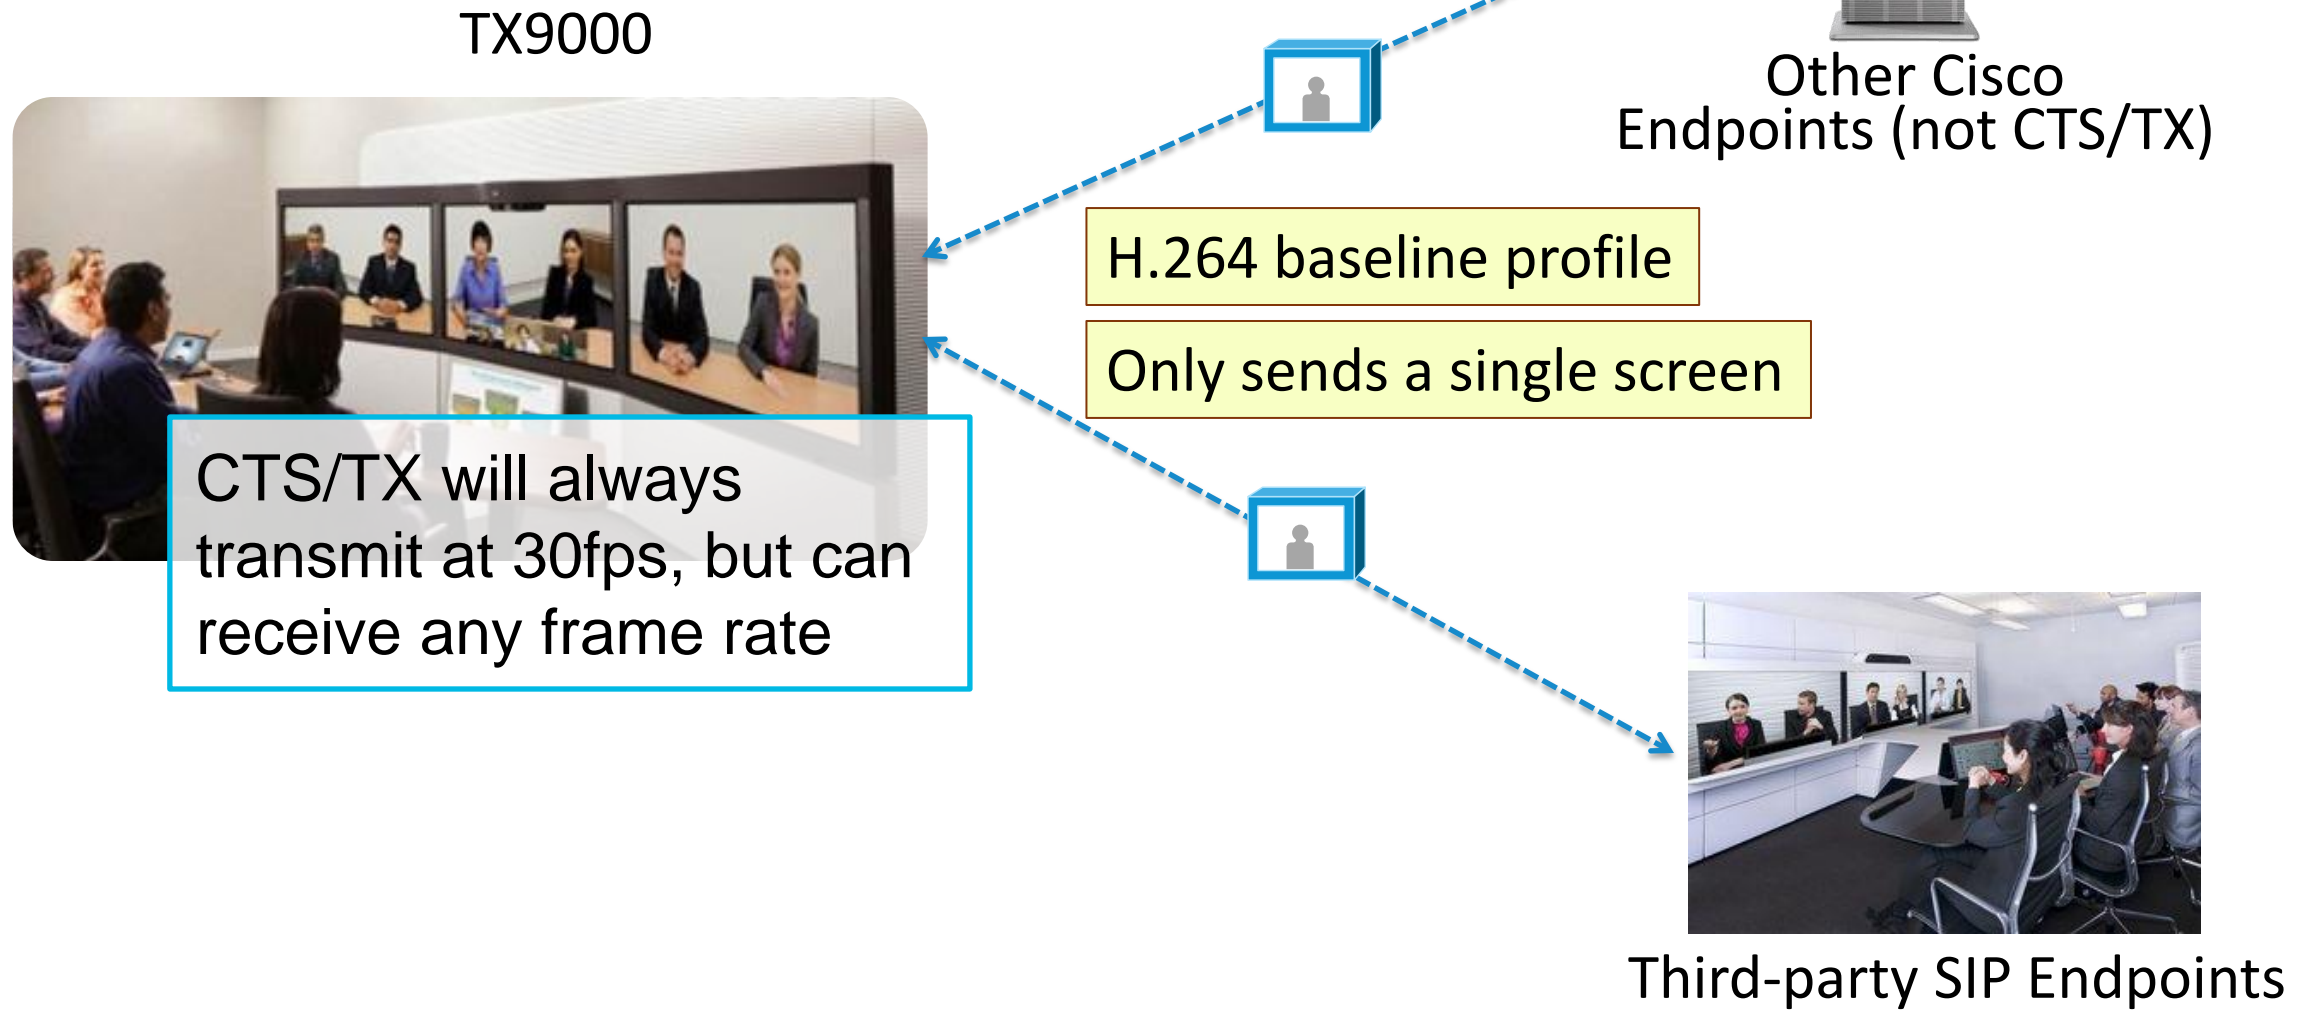 TX9000
Other Cisco
Endpoints (not CTS/TX)
H.264 baseline profile
Only sends a single screen
CTS/TX will always
transmit at 30fps, but can
receive any frame rate
Third-party SIP Endpoints